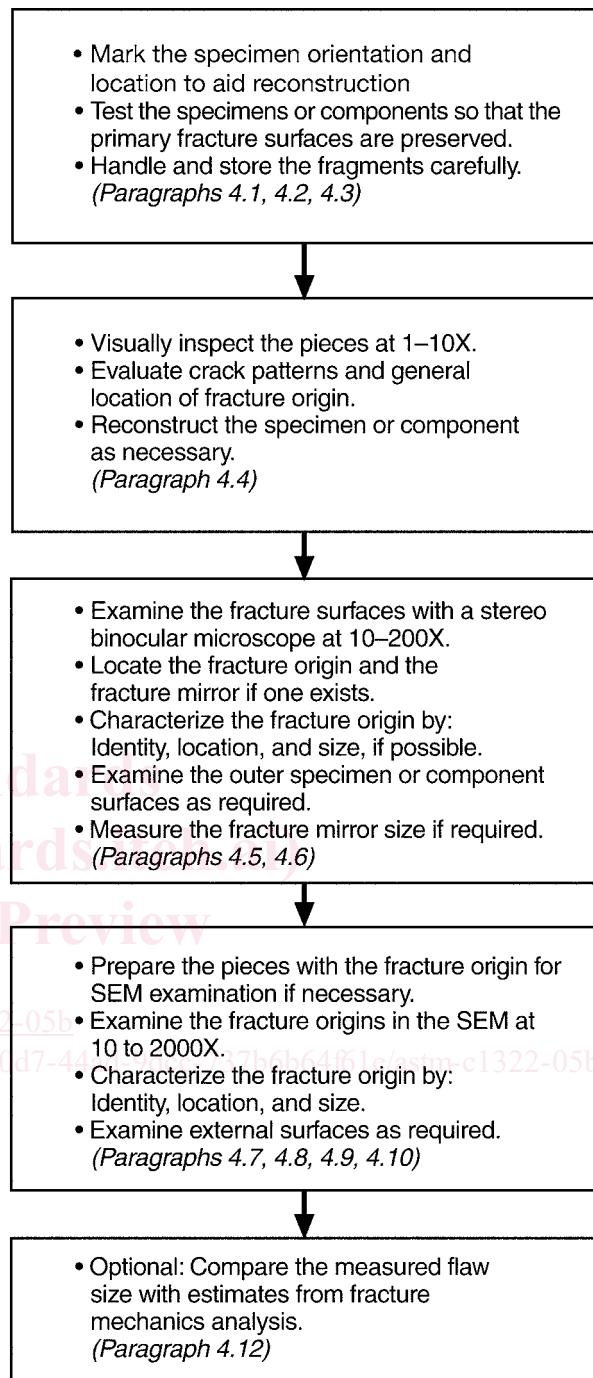 • Mark the specimen orientation and
location to aid reconstruction
• Test the specimens or components so that the
primary fracture surfaces are preserved.
• Handle and store the fragments carefully.
(Paragraphs 4.1, 4.2, 4.3)
• Visually inspect the pieces at 1–10X.
• Evaluate crack patterns and general
location of fracture origin.
• Reconstruct the specimen or component
as necessary.
(Paragraph 4.4)
• Examine the fracture surfaces with a stereo
binocular microscope at 10–200X.
• Locate the fracture origin and the
fracture mirror if one exists.
• Characterize the fracture origin by:
Identity, location, and size, if possible.
• Examine the outer specimen or component
surfaces as required.
• Measure the fracture mirror size if required.
(Paragraphs 4.5, 4.6)
ndards
ards.iteh.ai)
Preview
• Prepare the pieces with the fracture origin for
SEM examination if necessary.
2-05b
• Examine the fracture origins in the SEM at
10 to 2000X.
• Characterize the fracture origin by:
Identity, location, and size.
• Examine external surfaces as required.
(Paragraphs 4.7, 4.8, 4.9, 4.10)
• Optional: Compare the measured flaw
size with estimates from fracture
mechanics analysis.
(Paragraph 4.12)